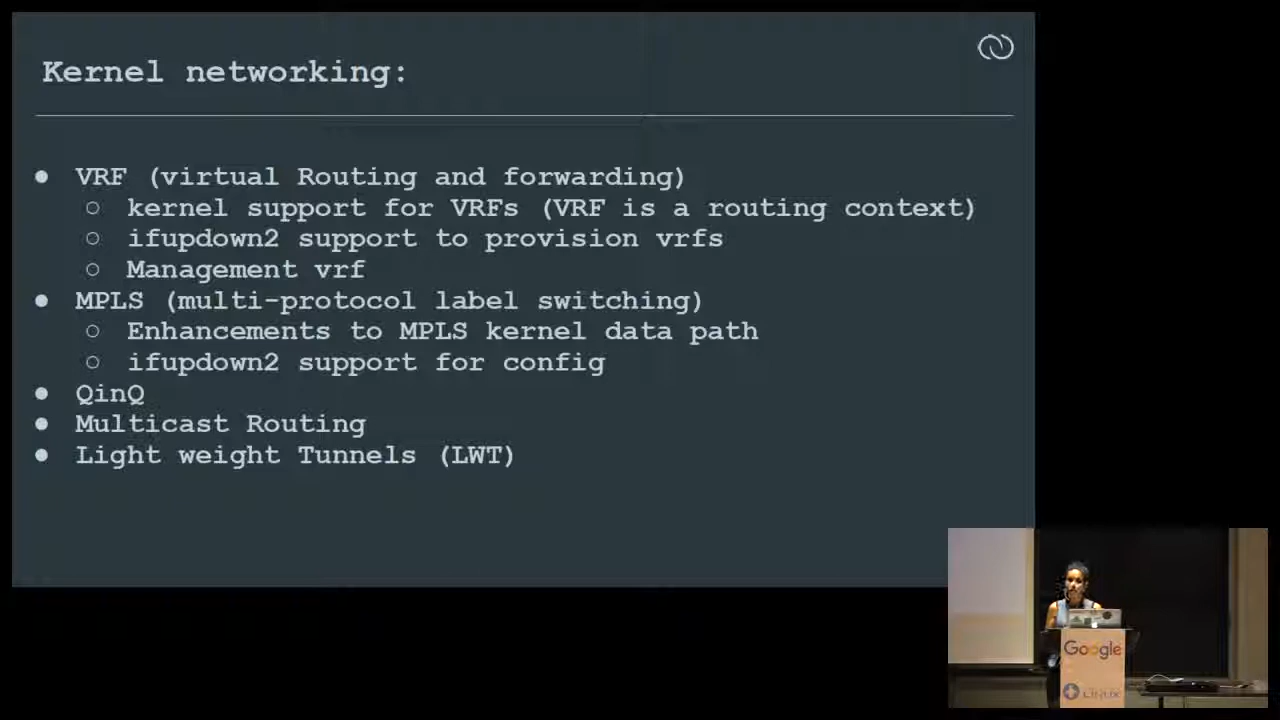 Kernel networking:
● VRF (virtual Routing and forwarding)
○ kernel support for VRFs (VRF is a routing context)
○ ifupdown2 support to provision vrfs
○ Management vrf
● MPLS (multi-protocol label switching)
○ Enhancements to MPLS kernel data path
○ ifupdown2 support for config
● QinQ
● Multicast Routing
● Light weight Tunnels (LWT)
Google
LINUX